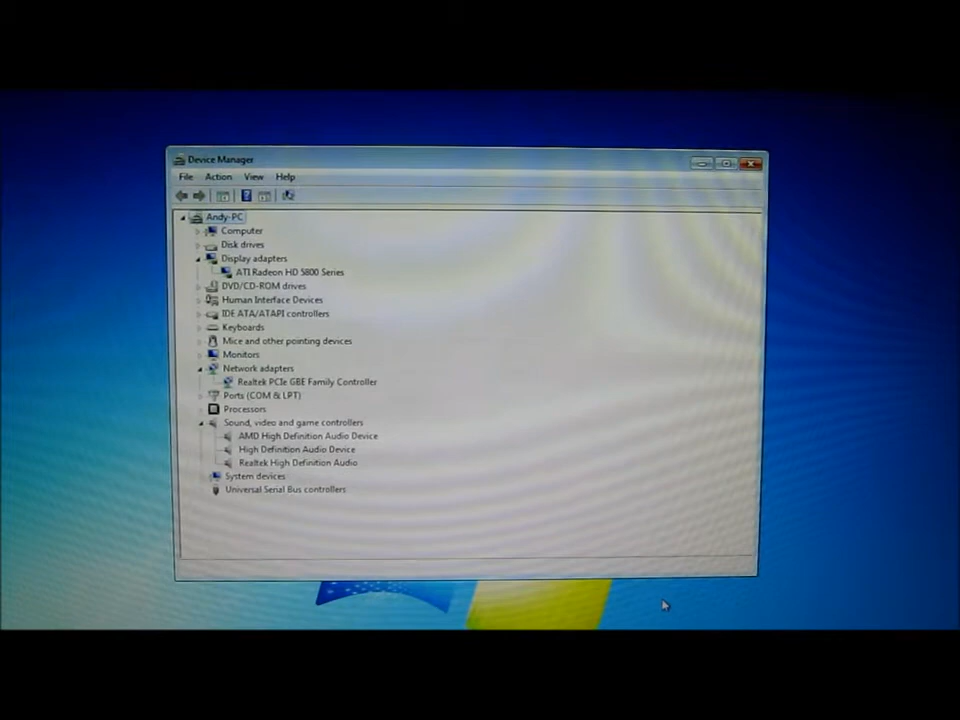 Device Manager
File Action View Help
Andy-PC
Computer
Disk drives
Display adapters
ATI Radeon HD 5800 Series
DVD/CD-ROM drives
Human Interface Devices
IDE ATA/ATAPI controllers
Keyboards
Mice and other pointing devices
Monitors
Network adapters
Realtek PCIe GBE Family Controller
Ports (COM & LPT)
Processors
Sound, video and game controllers
AMD High Definition Audio Device
High Definition Audio Device
Realtek High Definition Audio
System devices
Universal Serial Bus controllers